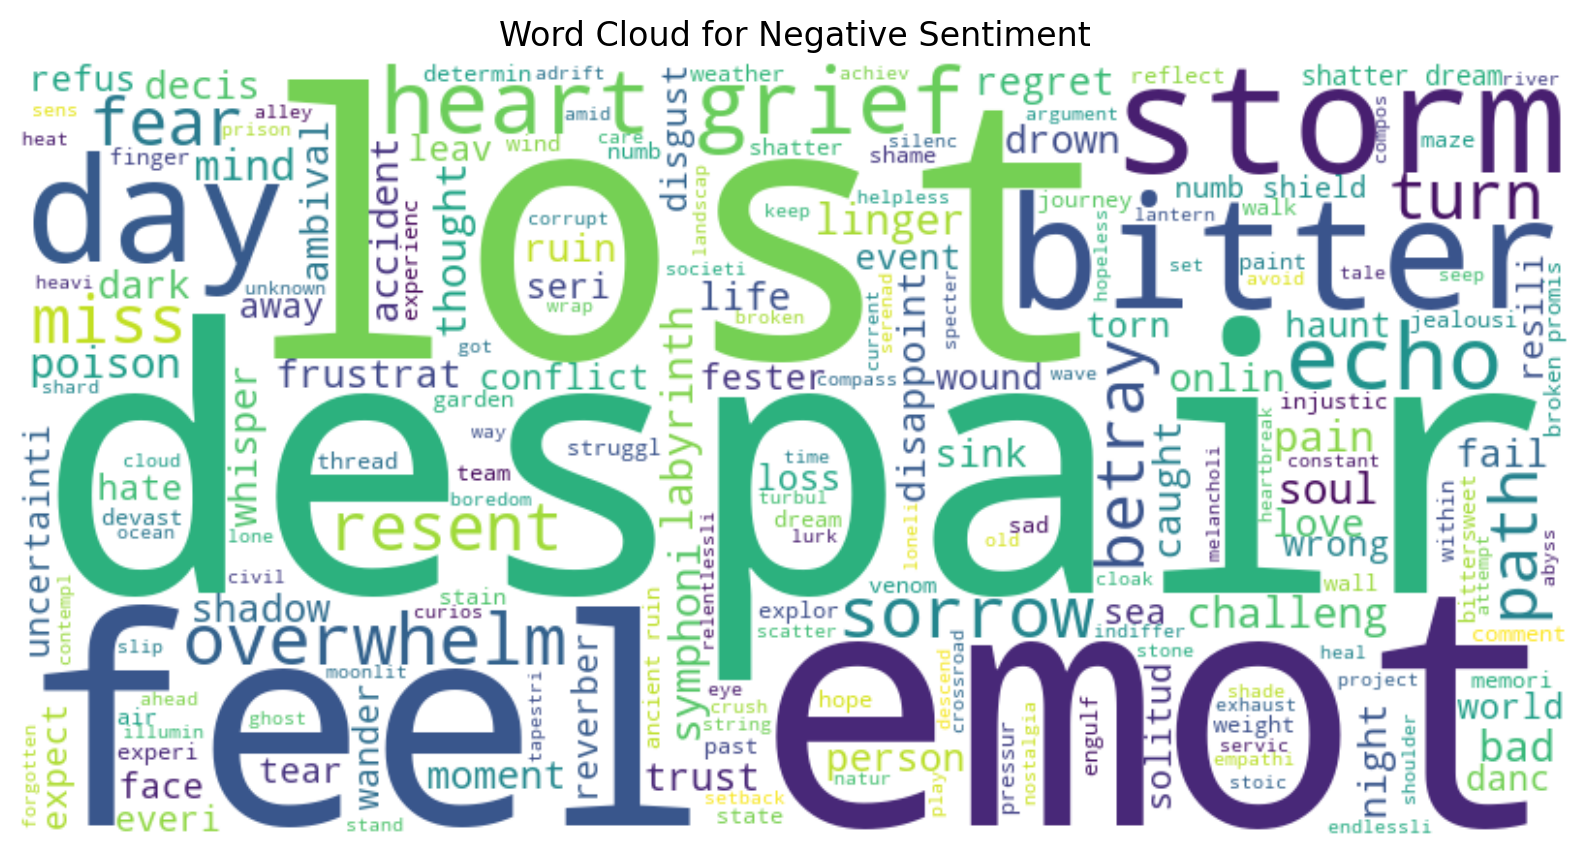 Word Cloud for Negative Sentiment
refus
decis
determin
adrift
weather
achiev
reflect
shatter dream
river
lost
heart
grief
regret
storm
sens
fear
alley
prison
amid
disgust
argument
compos
heat
finger
mind
ambival
accident
leav
wind
care
numb
shatter
silenc
shame
drown
maze
day
experienc
thought
landscap
helpless
keep
linger
journey
numb shield
turn
lantern
walk
corrupt
ruin
seri
wrap
societi
event
bitter
hopeless
set
paint
avoid
tale
seep
heavi
dark
unknown
away
life
broken
current
serenad
specter
miss
torn
haunt
jealousi
resili
broken promis
poison
shard
got
frustrat
conflict
symphoni labyrinth
fester
compass
disappoint
wound
wave
betray
onlin
echo
despair
garden
way
whisper
uncertainti
cloud
hate
devast
ocean
lone
thread
team
struggl
boredom
resent
time
loss
turbul
dream
lurk
sink
loneli
sad
old
caught
melancholi
heartbreak
injustic
pain
constant
soul
love
wrong
fail
within
path
bittersweet
attempt
abyss
contempl
civil
shadow
stain
curios
relentlessli
venom
cloak
wall
feel
overwhelm
explor
scatter
sorrow
sea
indiffer
challeng
comment
slip
moonlit
reverber
ancient ruin
emot
crossroad
stone
heal
solitud
ahead
air
illumin
ghost
tapestri
wander
eye
crush
string
hope
descend
project
memori
world
shade
exhaust
weight
servic
empathi
stoic
forgotten
expect
experi
face
everi
tear
moment
past
trust
person
natur
nostalgia
pressur
engulf
night
shoulder
bad
danc
stand
setback
state
play
endlessli